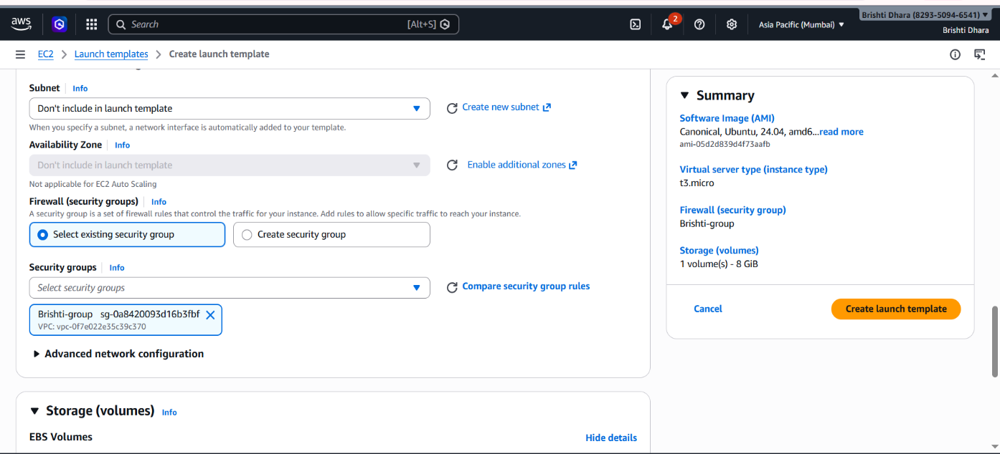 aws
Search
[Alt+S]
2
Asia Pacific (Mumbai)
Brishti Dhara (8293-5094-6541)
Brishti Dhara
EC2
Launch templates
Create launch template
Subnet
Info
Don't include in launch template
Create new subnet
When you specify a subnet, a network interface is automatically added to your template.
Availability Zone
Info
Don't include in launch template
Enable additional zones
Not applicable for EC2 Auto Scaling
Firewall (security groups)
Info
A security group is a set of firewall rules that control the traffic for your instance. Add rules to allow specific traffic to reach your instance.
Select existing security group
Create security group
Security groups
Info
Select security groups
Compare security group rules
Brishti-group sg-0a8420093d16b3fbf
VPC: vpc-0f7e022e35c39c370
Advanced network configuration
Storage (volumes)
Info
EBS Volumes
Hide details
Summary
Software Image (AMI)
Canonical, Ubuntu, 24.04, amd6...read more
ami-05d2d839d4f73aafb
Virtual server type (instance type)
t3.micro
Firewall (security group)
Brishti-group
Storage (volumes)
1 volume(s) - 8 GiB
Cancel
Create launch template